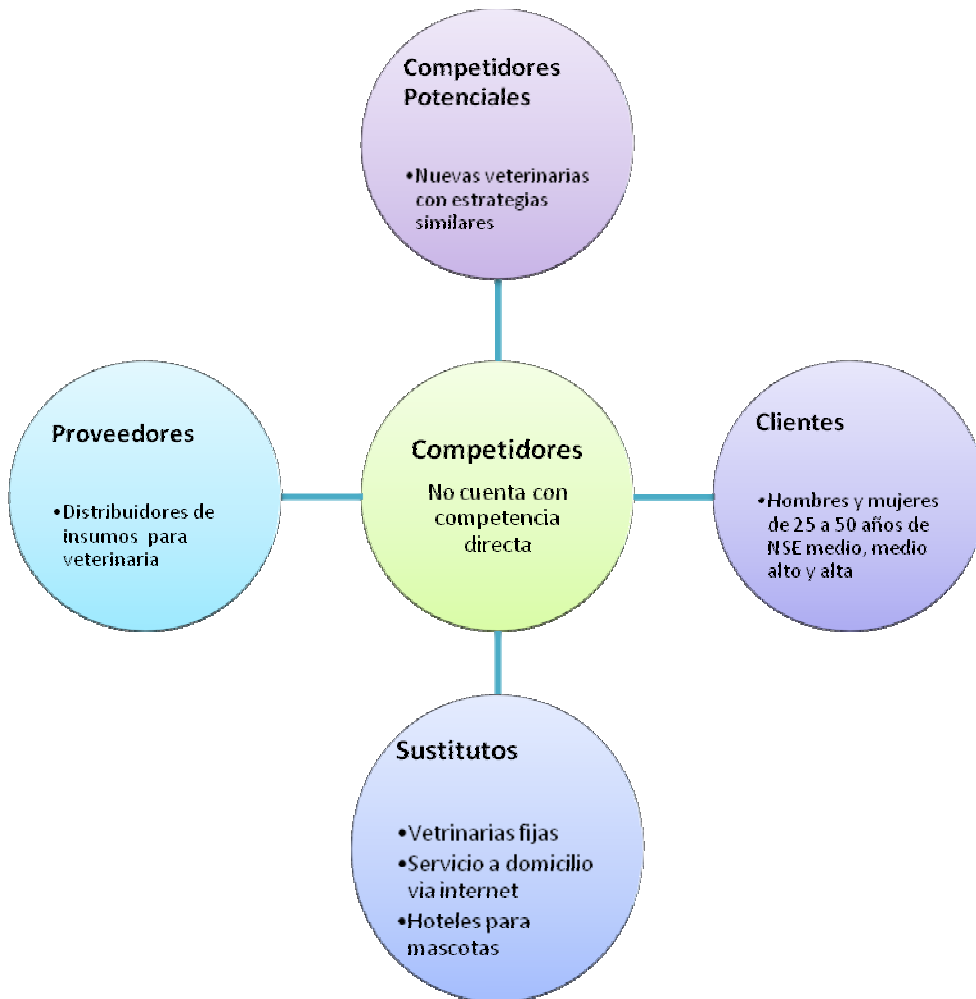 Competidores
Potenciales
•Nuevas veterinarias
con estrategias
similares
Proveedores
•Distribuidores de
insumos para
veterinaria
Competidores
No cuenta con
competencia
directa
Clientes
•Hombres y mujeres
de 25 a 50 años de
NSE medio, medio
alto y alta
Sustitutos
•Vetrinarias fijas
•Servicio a domicilio
via internet
•Hoteles para
mascotas